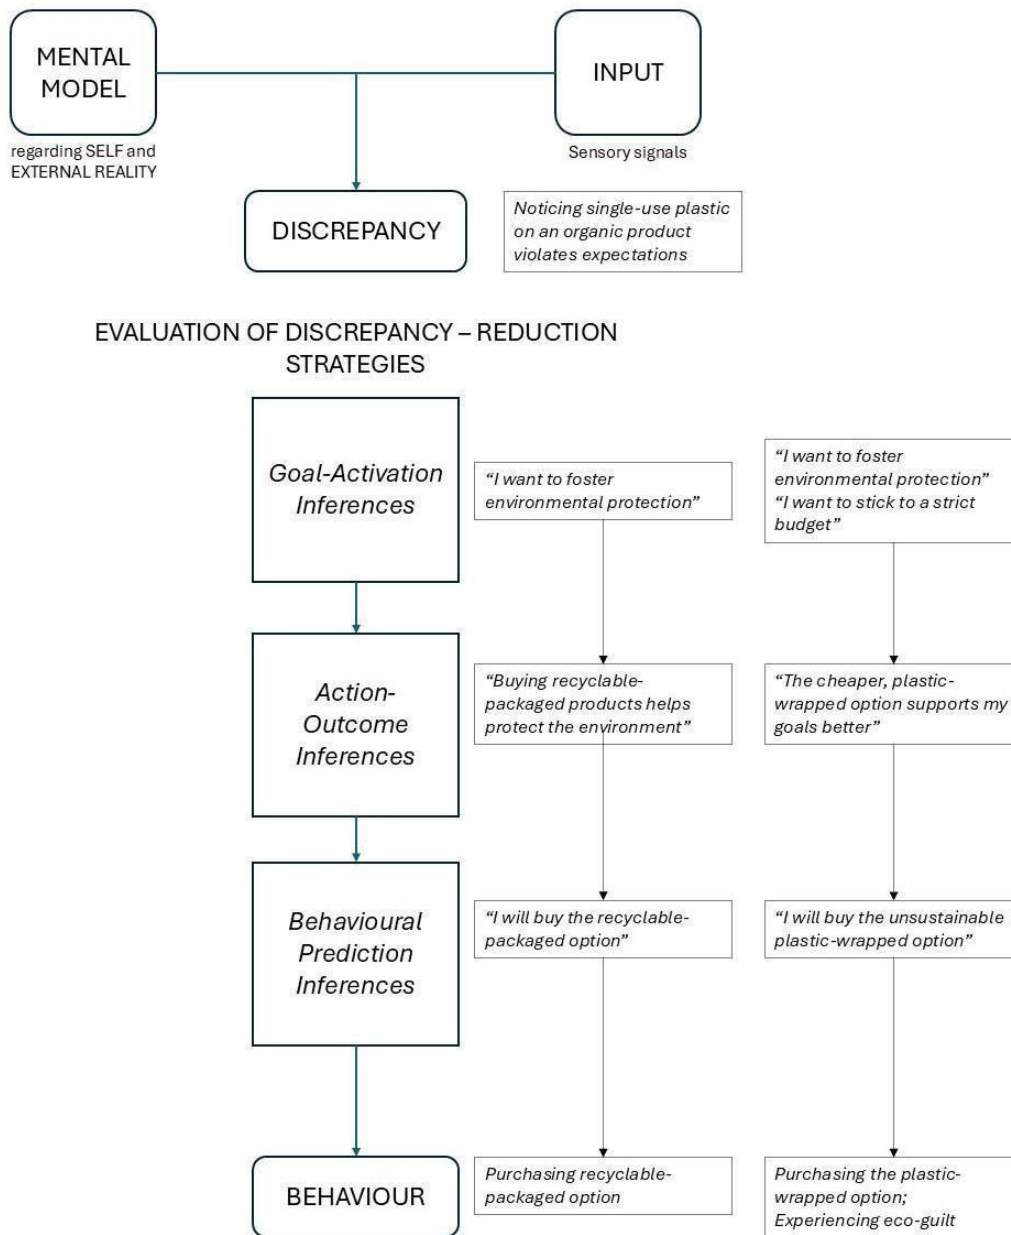 MENTAL
MODEL
INPUT
regarding SELF and
EXTERNAL REALITY
Sensory signals
DISCREPANCY
Noticing single-use plastic
on an organic product
violates expectations
EVALUATION OF DISCREPANCY – REDUCTION
STRATEGIES
Goal-Activation
Inferences
“I want to foster
environmental protection”
“I want to foster
environmental protection”
“I want to stick to a strict
budget”
Action-
Outcome
Inferences
“Buying recyclable-
packaged products helps
protect the environment”
“The cheaper, plastic-
wrapped option supports my
goals better”
Behavioural
Prediction
Inferences
“I will buy the recyclable-
packaged option”
“I will buy the unsustainable
plastic-wrapped option”
BEHAVIOUR
Purchasing recyclable-
packaged option
Purchasing the plastic-
wrapped option;
Experiencing eco-guilt